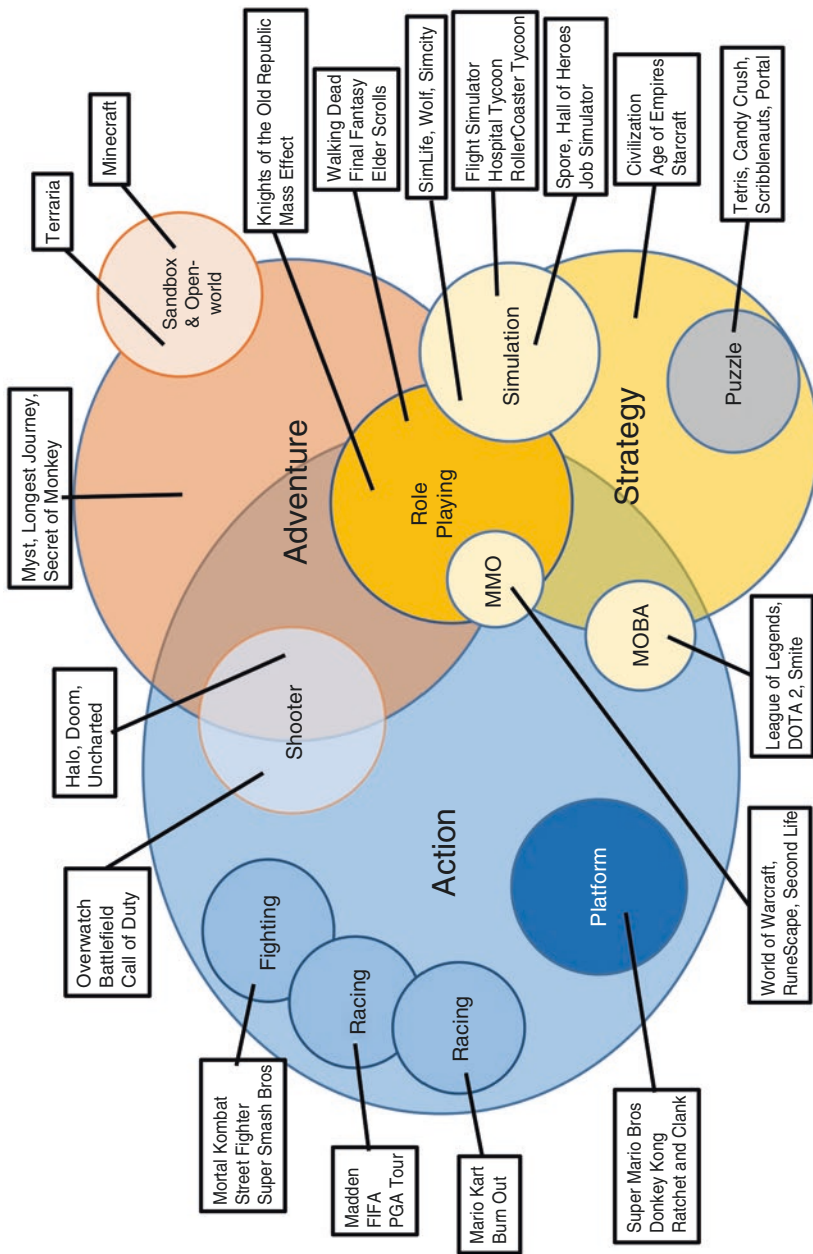 Mortal Kombat
Street Fighter
Super Smash Bros
Overwatch
Battlefield
Call of Duty
Halo, Doom,
Uncharted
Myst, Longest Journey,
Secret of Monkey
Terraria
Minecraft
Sandbox
& Open-
world
Knights of the Old Republic
Mass Effect
Walking Dead
Final Fantasy
Elder Scrolls
SimLife, Wolf, Simcity
Flight Simulator
Hospital Tycoon
RollerCoaster Tycoon
Spore, Hall of Heroes
Job Simulator
Civilization
Age of Empires
Starcraft
Tetris, Candy Crush,
Scribblenauts, Portal
Madden
FIFA
PGA Tour
Mario Kart
Burn Out
Super Mario Bros
Donkey Kong
Ratchet and Clank
World of Warcraft,
RuneScape, Second Life
League of Legends,
DOTA 2, Smite
Fighting
Racing
Racing
Shooter
Action
Platform
Adventure
Role
Playing
MMO
MOBA
Simulation
Strategy
Puzzle